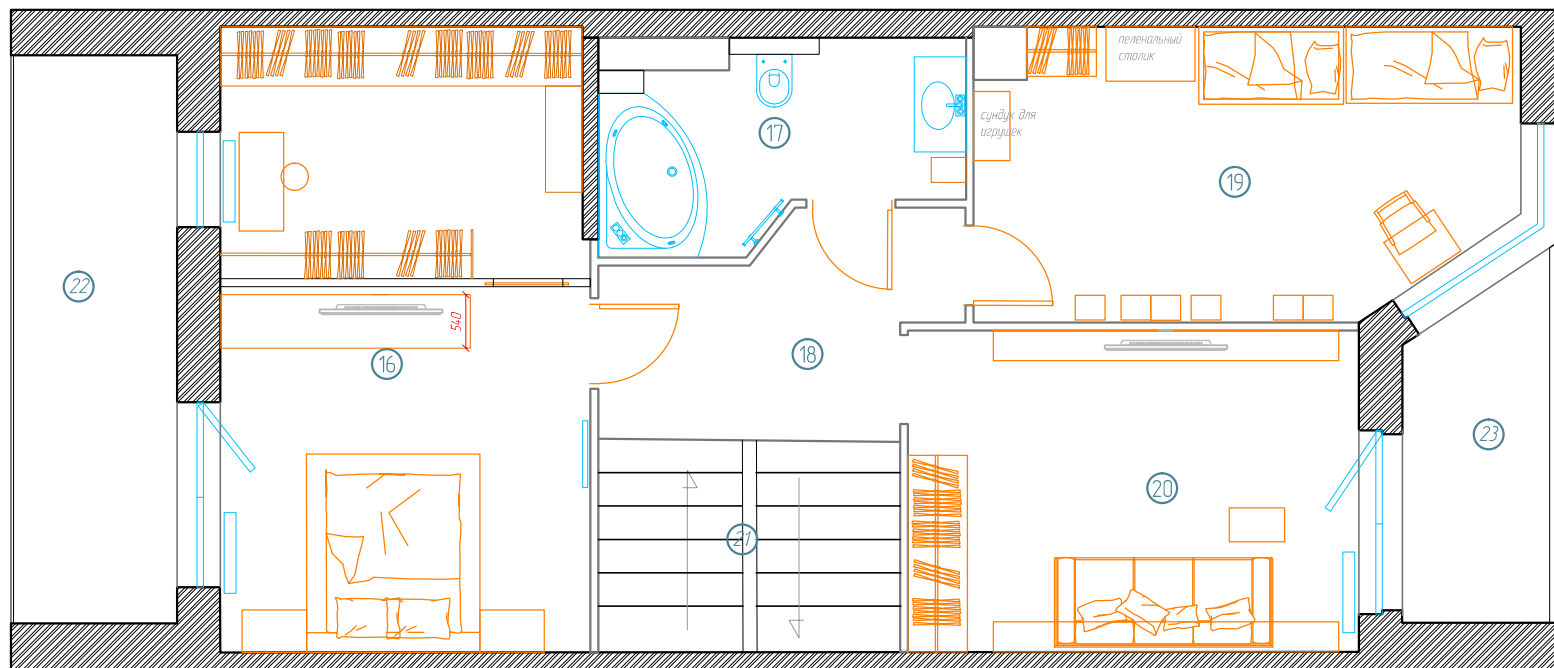 пеленальный
столик
сундук для
игрушек
17
19
22
540
18
16
23
20
21